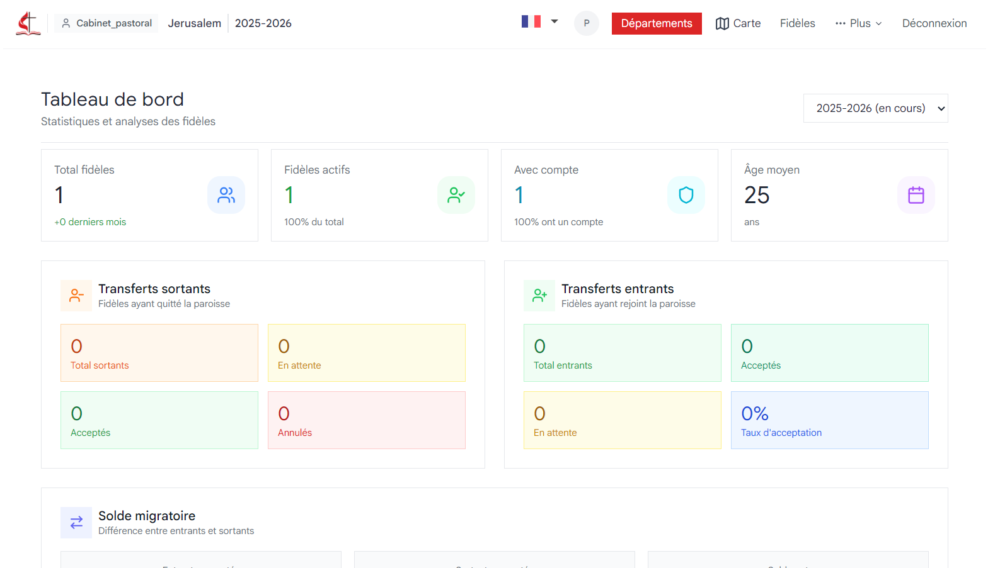 Cabinet_pastoral
Jerusalem
2025-2026
P
Départements
Carte
Fidèles
Plus
Déconnexion
Tableau de bord
Statistiques et analyses des fidèles
2025-2026 (en cours)
Total fidèles
1
+0 derniers mois
Fidèles actifs
1
100% du total
Avec compte
1
100% ont un compte
Âge moyen
25
ans
Transferts sortants
Fidèles ayant quitté la paroisse
0
Total sortants
0
En attente
0
Acceptés
0
Annulés
Transferts entrants
Fidèles ayant rejoint la paroisse
0
Total entrants
0
Acceptés
0
En attente
0%
Taux d'acceptation
Solde migratoire
Différence entre entrants et sortants